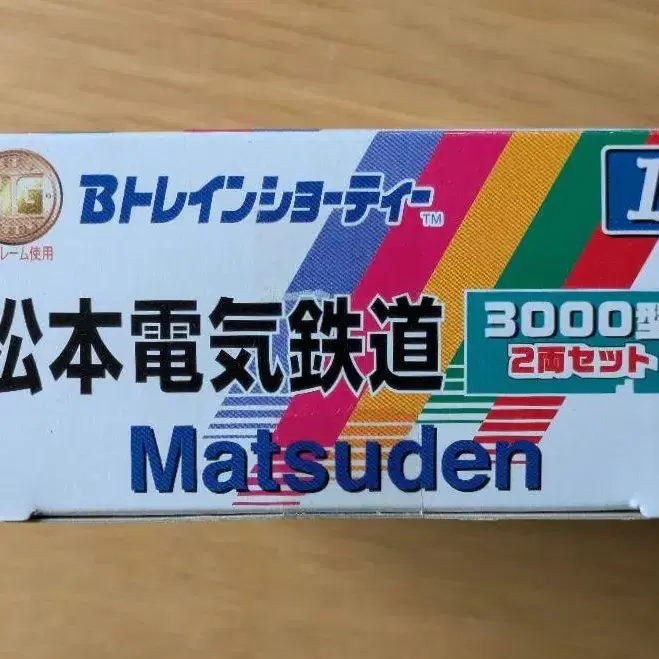 Bトレインショーティー™
レーム使用
松本電気鉄道
3000型
2両セット
Matsuden